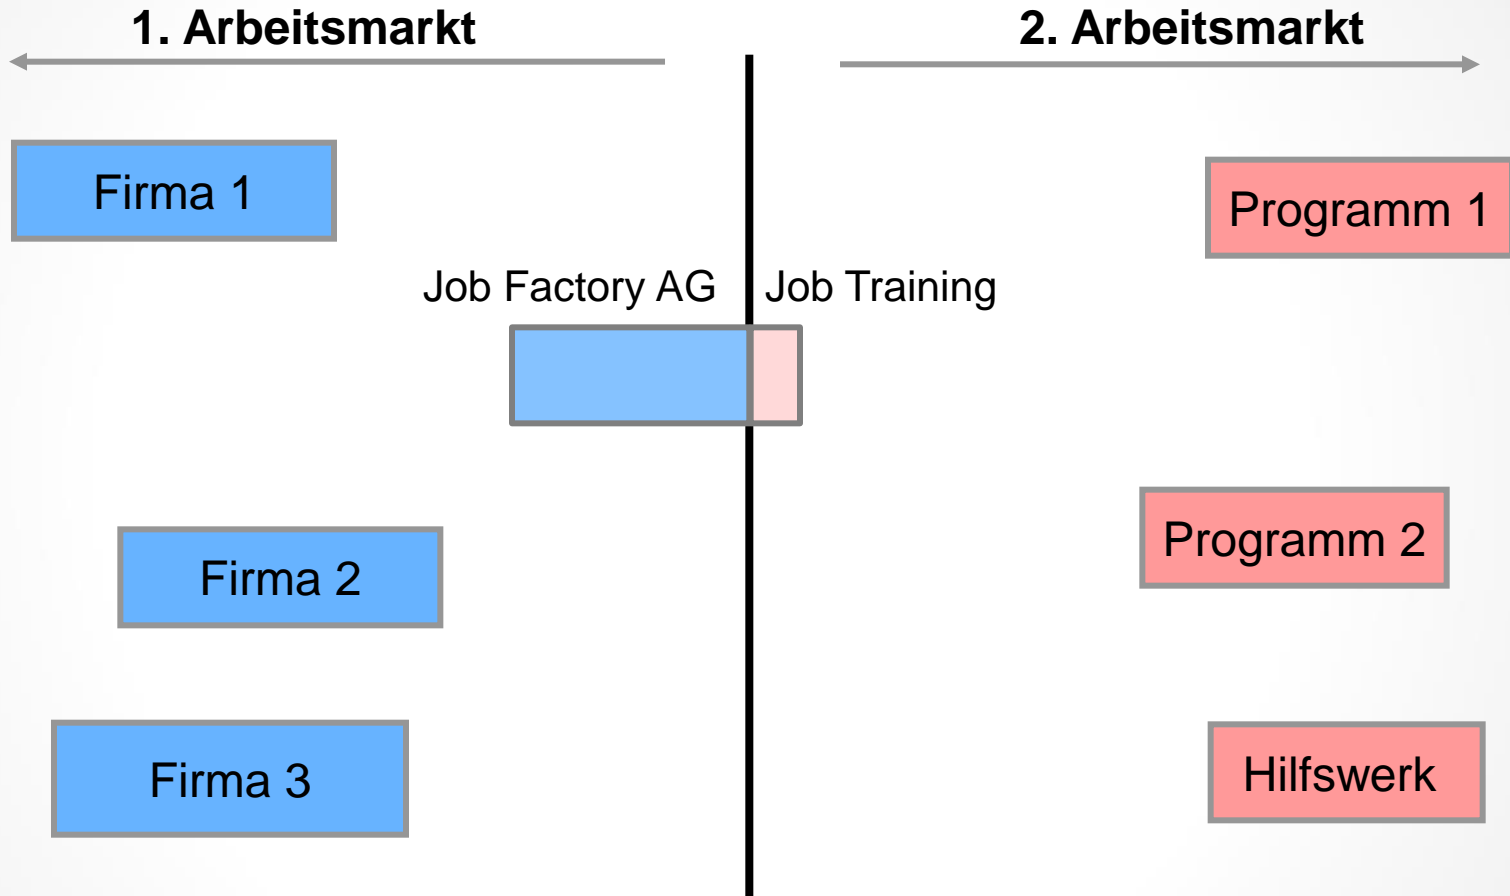 1. Arbeitsmarkt
2. Arbeitsmarkt
Firma 1
Programm 1
Job Factory AG
Job Training
Programm 2
Firma 2
Firma 3
Hilfswerk